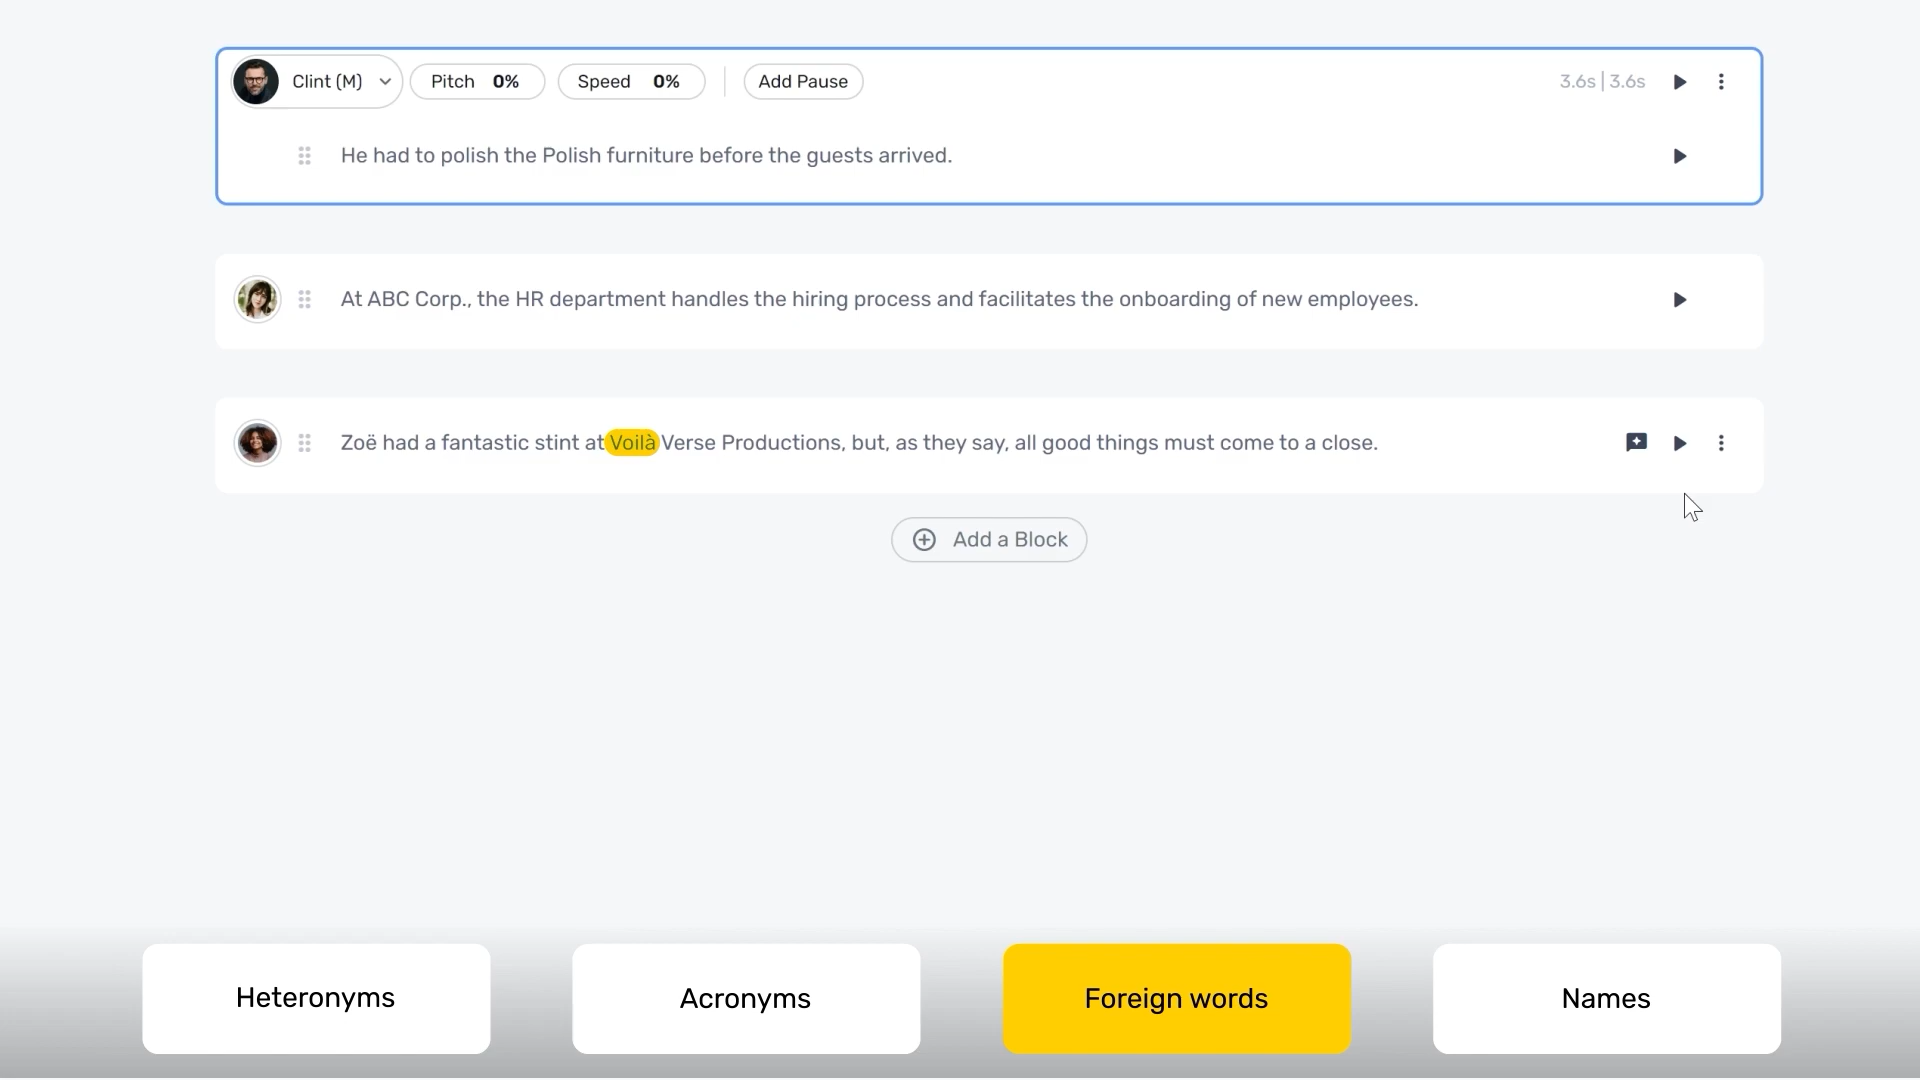 Clint (M) Pitch 0% Speed 0% Add Pause 3.6s | 3.6s
He had to polish the Polish furniture before the guests arrived.
At ABC Corp., the HR department handles the hiring process and facilitates the onboarding of new employees.
Zoë had a fantastic stint at Voilà Verse Productions, but, as they say, all good things must come to a close.
Add a Block
Heteronyms Acronyms Foreign words Names